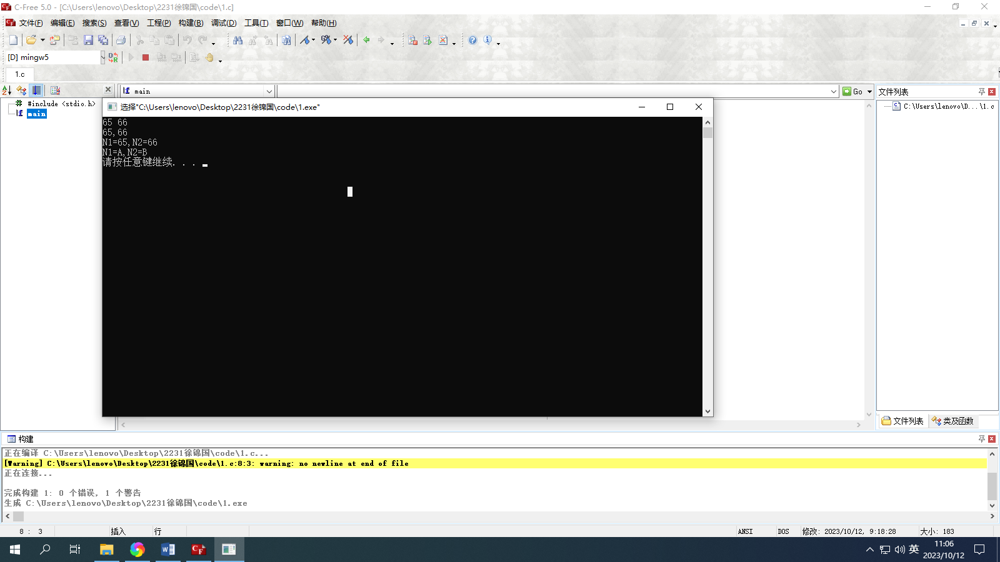 C-Free 5.0 - [C:\Users\lenovo\Desktop\2231徐锦国\code\1.c]
文件(F) 编辑(E) 搜索(S) 查看(V) 工程(P) 构建(B) 调试(D) 工具(T) 窗口(W) 帮助(H)
[D] mingw5
1.c
main
Go
文件列表
#include <stdio.h>
main
C:\Users\lenovo\D...\1.c
选择"C:\Users\lenovo\Desktop\2231徐锦国\code\1.exe"
65 66
65,66
N1=65,N2=66
N1=A,N2=B
请按任意键继续. . .
文件列表 类及函数
构建
正在编译 C:\Users\lenovo\Desktop\2231徐锦国\code\1.c...
[Warning] C:\Users\lenovo\Desktop\2231徐锦国\code\1.c:8:3: warning: no newline at end of file
正在连接...
完成构建 1: 0 个错误, 1 个警告
生成 C:\Users\lenovo\Desktop\2231徐锦国\code\1.exe
8 : 3 插入 行 ANSI DOS 修改: 2023/10/12, 9:18:28 大小: 183
英 11:06
2023/10/12